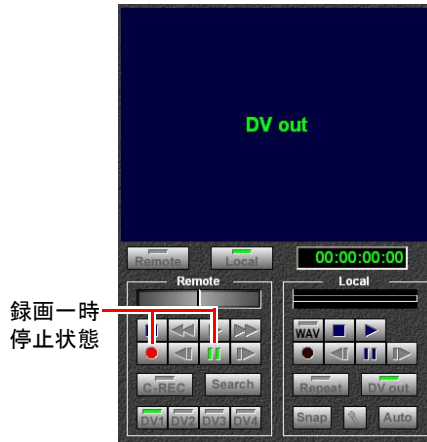 DV out
Remote
Local
00:00:00:00
Remote
Local
録画一時
停止状態
WAV
C-REC
Search
Repeat
DV out
DV1
DV2
DV3
DV4
Snap
Auto